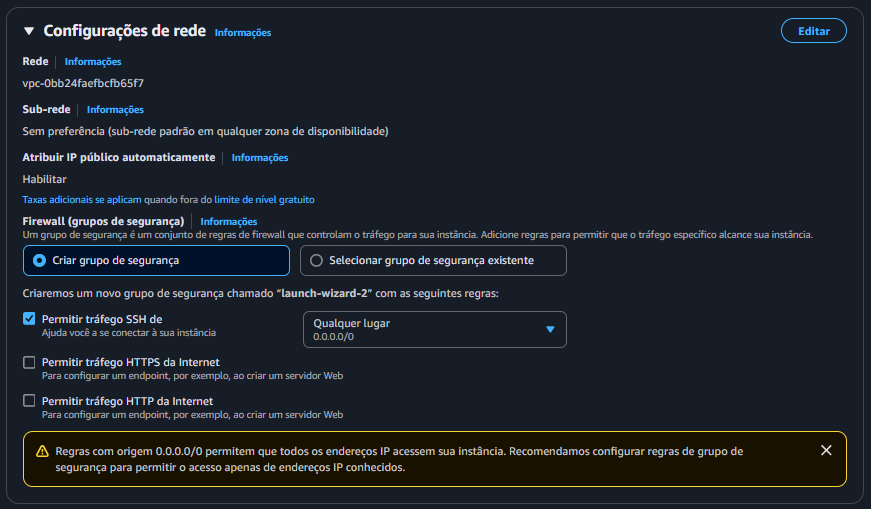 Configurações de rede Informações
Editar
Rede Informações
vpc-0bb24faefbcfb65f7
Sub-rede Informações
Sem preferência (sub-rede padrão em qualquer zona de disponibilidade)
Atribuir IP público automaticamente Informações
Habilitar
Taxas adicionais se aplicam quando fora do limite de nível gratuito
Firewall (grupos de segurança) Informações
Um grupo de segurança é um conjunto de regras de firewall que controlam o tráfego para sua instância. Adicione regras para permitir que o tráfego específico alcance sua instância.
Criar grupo de segurança
Selecionar grupo de segurança existente
Criaremos um novo grupo de segurança chamado “launch-wizard-2” com as seguintes regras:
Permitir tráfego SSH de
Ajuda você a se conectar à sua instância
Qualquer lugar
0.0.0.0/0
Permitir tráfego HTTPS da Internet
Para configurar um endpoint, por exemplo, ao criar um servidor Web
Permitir tráfego HTTP da Internet
Para configurar um endpoint, por exemplo, ao criar um servidor Web
Regras com origem 0.0.0.0/0 permitem que todos os endereços IP acessem sua instância. Recomendamos configurar regras de grupo de
segurança para permitir o acesso apenas de endereços IP conhecidos.